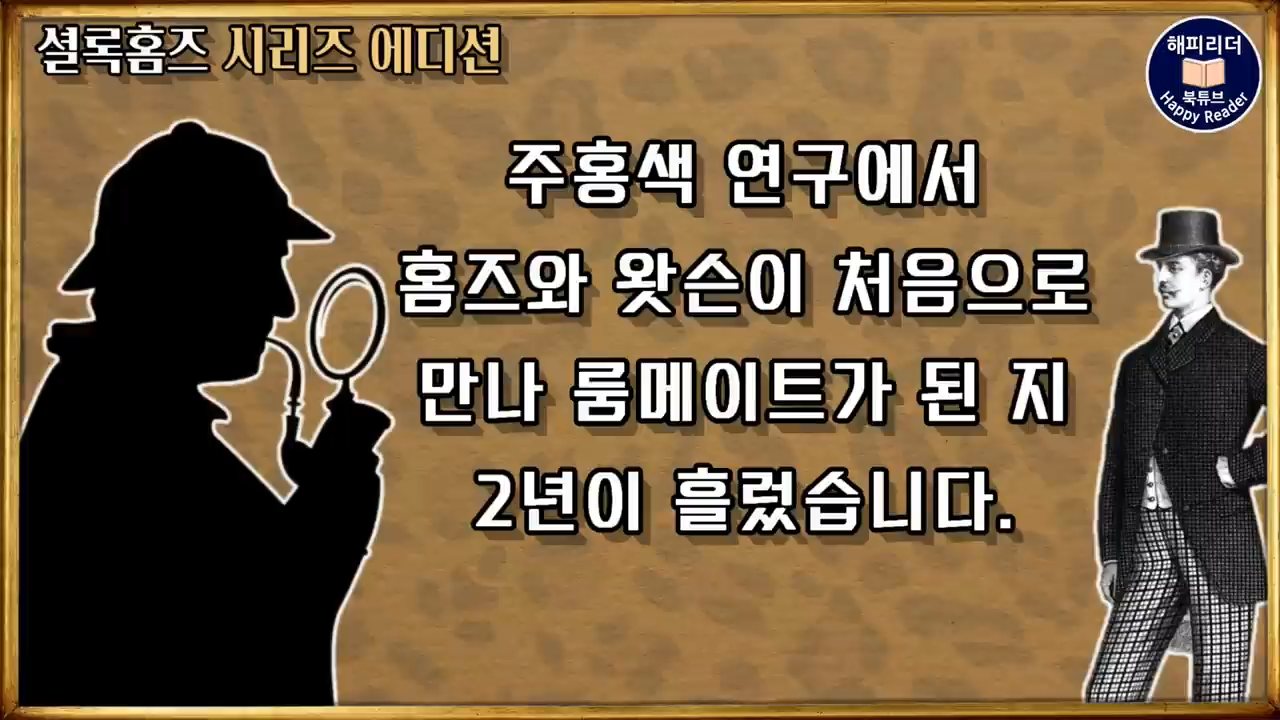 셜록홈즈 시리즈 에디션
해피리더
북튜브
Happy Reader
주홍색 연구에서
홈즈와 왓슨이 처음으로
만나 룸메이트가 된 지
2년이 흘렀습니다.